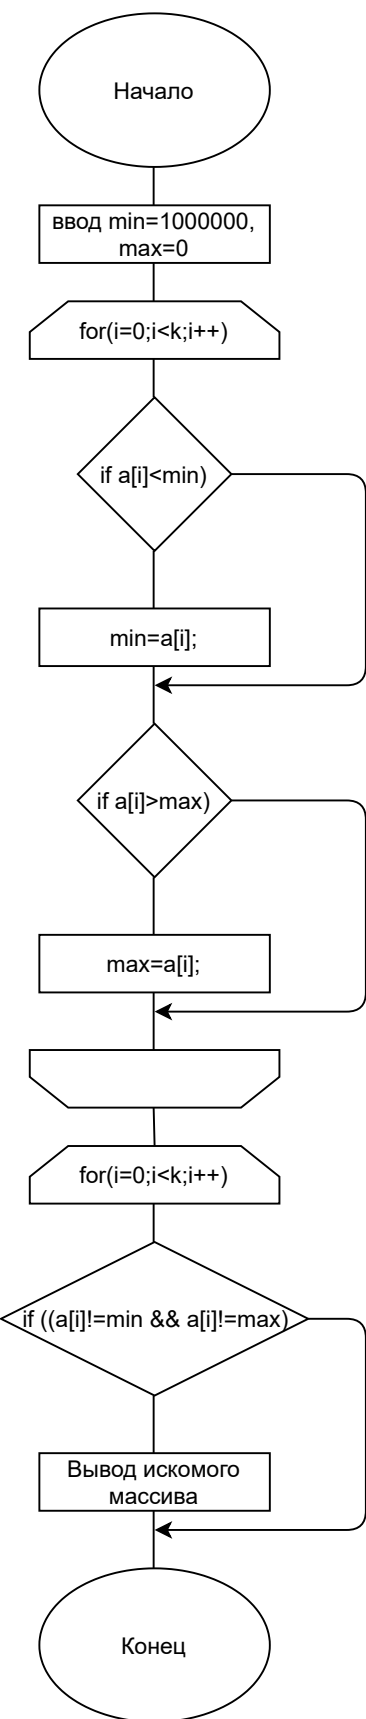 Начало
ввод min=1000000,
max=0
for(i=0;i<k;i++)
if a[i]<min)
min=a[i];
if a[i]>max)
max=a[i];
for(i=0;i<k;i++)
if ((a[i]!=min && a[i]!=max)
Вывод искомого
массива
Конец